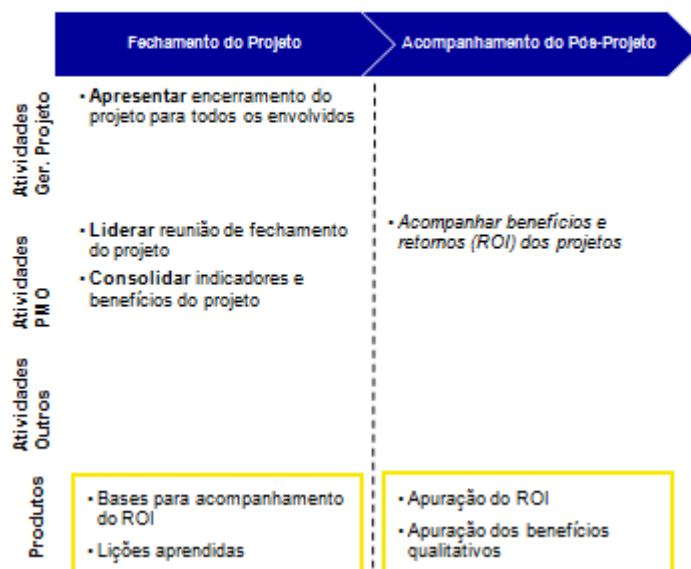 Fechamento do Projeto
Acompanhamento do Pós-Projeto
Atividades
Ger. Projeto
• Apresentar encerramento do
projeto para todos os envolvidos
Atividades
PMO
• Liderar reunião de fechamento
do projeto
• Consolidar indicadores e
benefícios do projeto
• Acompanhar benefícios e
retornos (ROI) dos projetos
Atividades
Outros
Produtos
• Bases para acompanhamento
do ROI
• Lições aprendidas
• Apuração do ROI
• Apuração dos benefícios
qualitativos